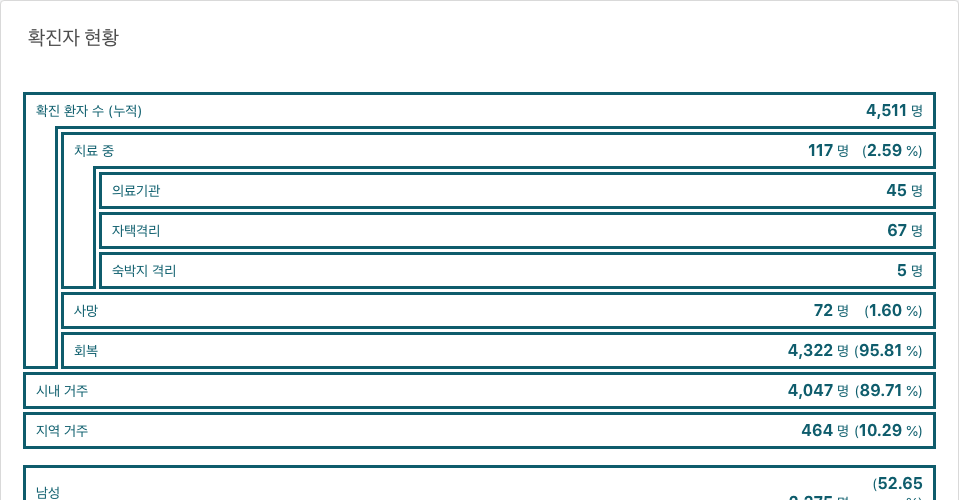 확진자 현황
확진 환자 수 (누적) 4,511 명
치료 중 117 명 (2.59 %)
의료기관 45 명
자택격리 67 명
숙박지 격리 5 명
사망 72 명 (1.60 %)
회복 4,322 명 (95.81 %)
시내 거주 4,047 명 (89.71 %)
지역 거주 464 명 (10.29 %)
남성 (52.65